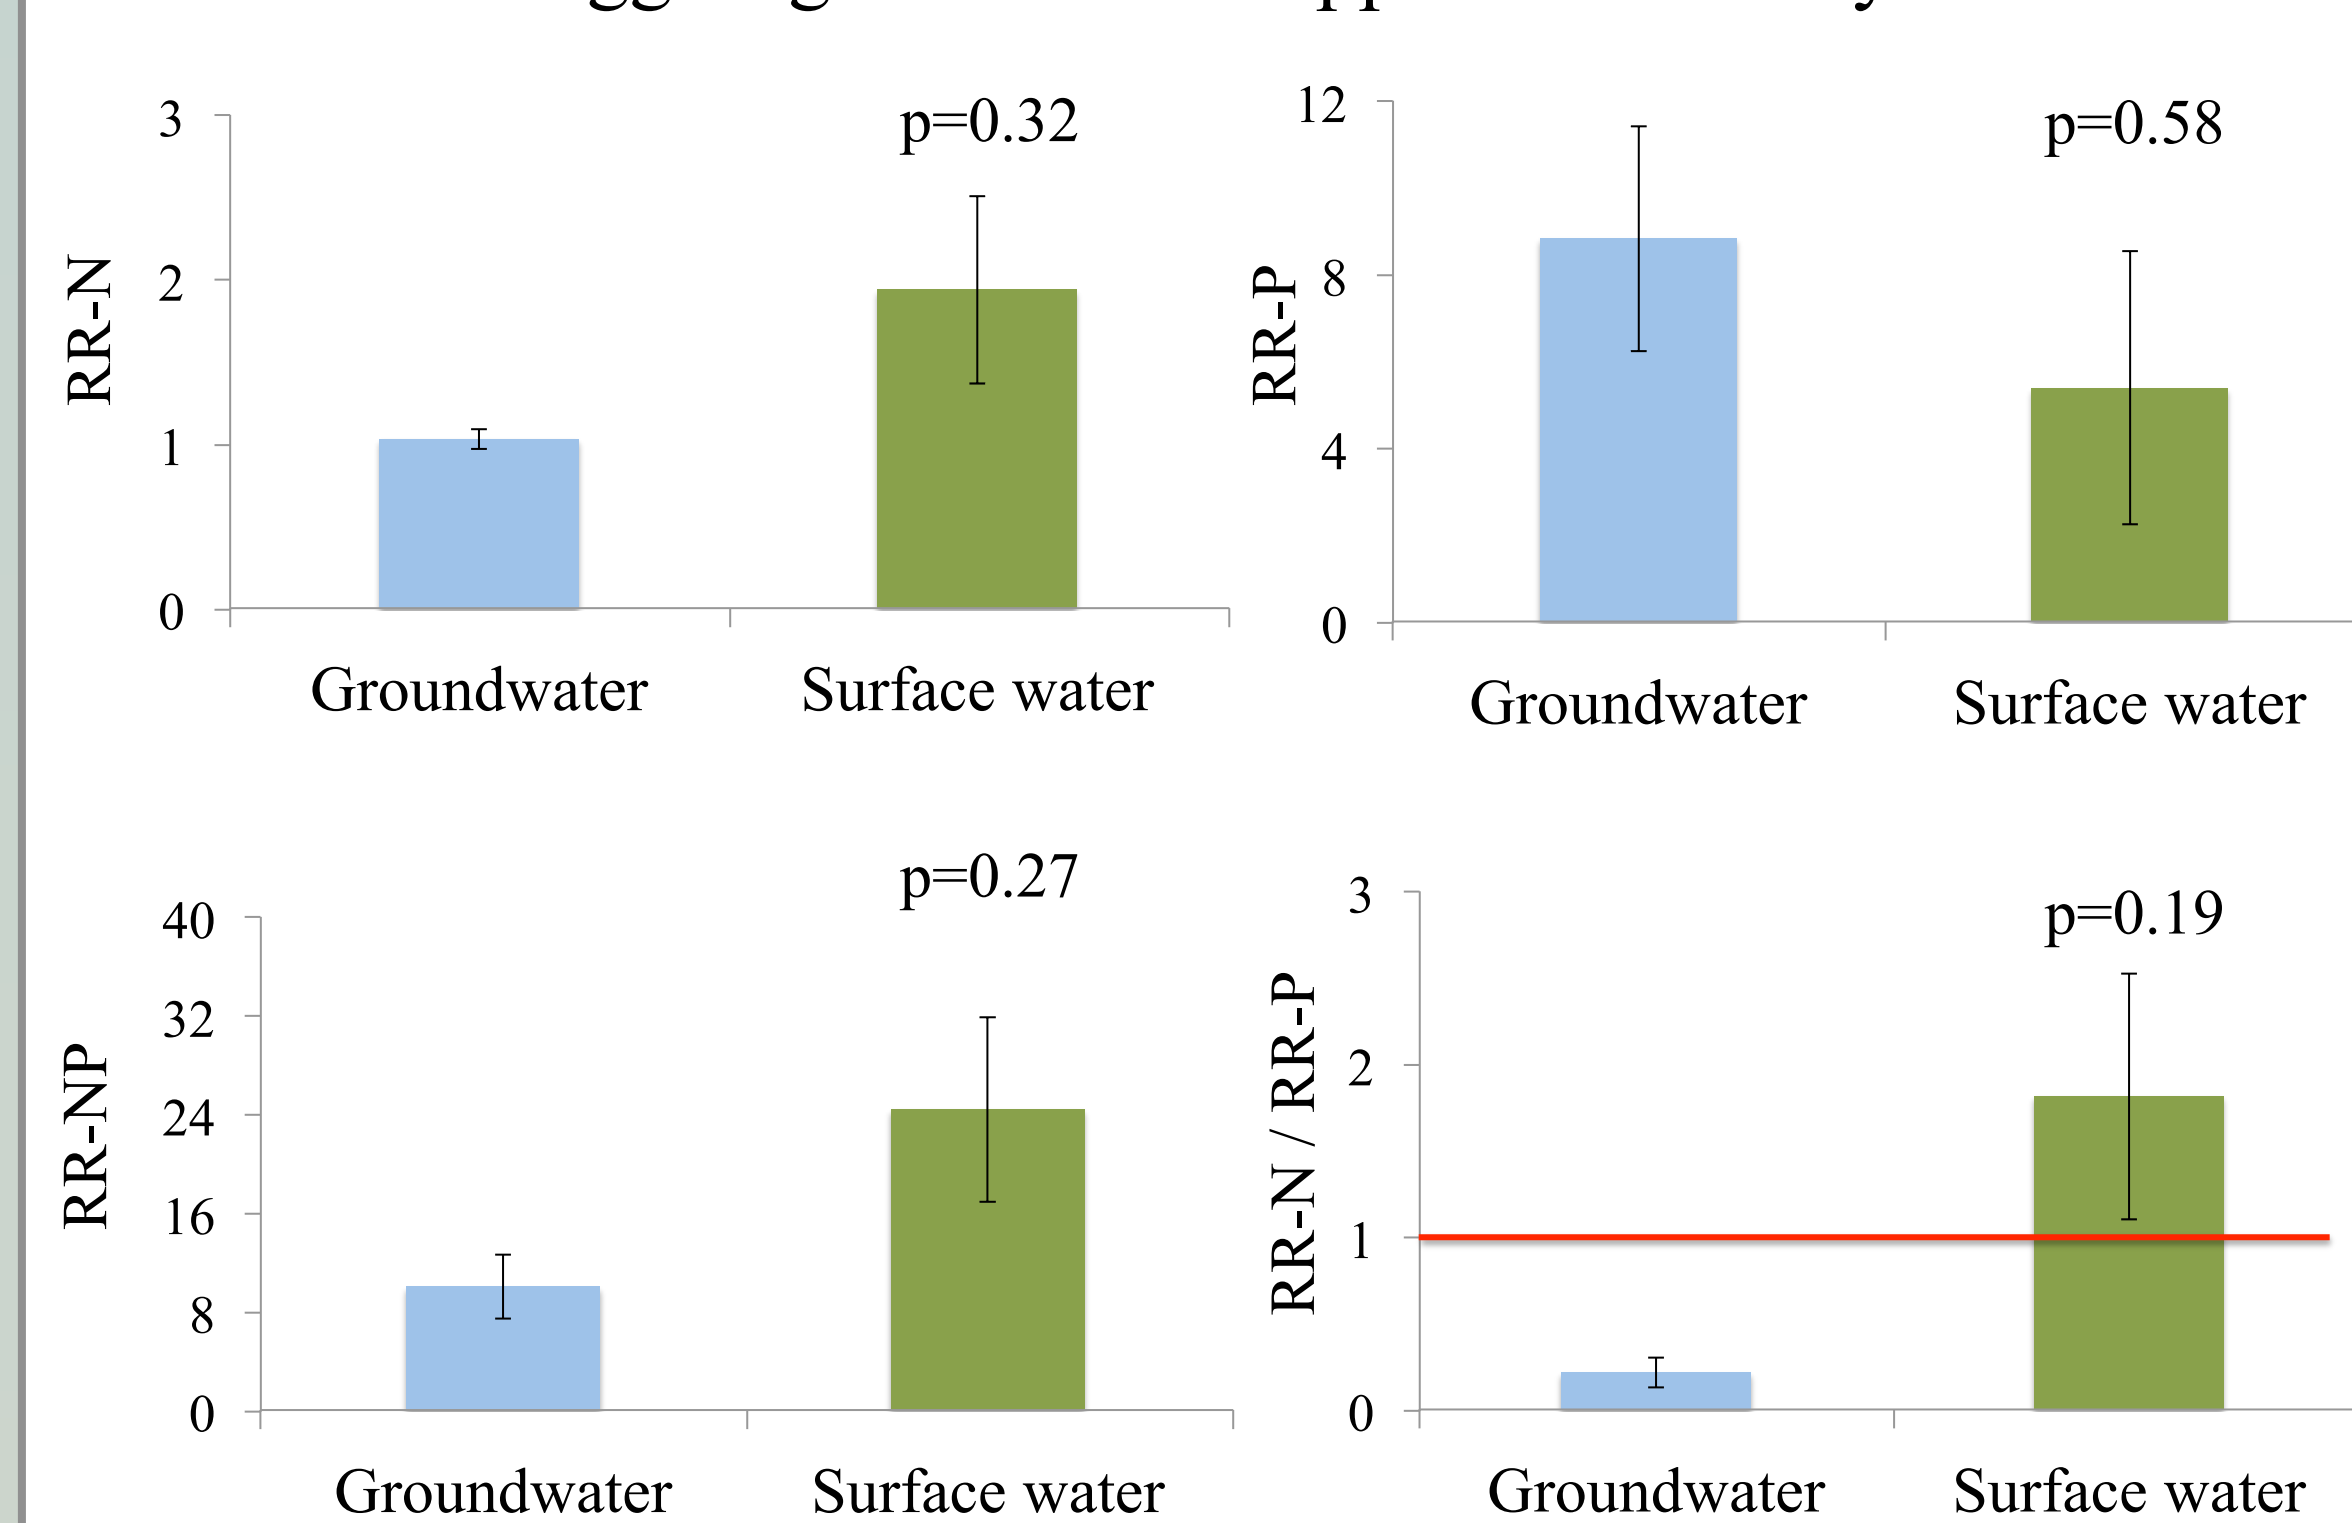 3
2
1
0
RR-N
p=0.32
Groundwater
Surface water
12
8
4
0
RR-P
p=0.58
Groundwater
Surface water
40
32
24
16
8
0
RR-NP
p=0.27
Groundwater
Surface water
3
2
1
0
RR-N / RR-P
p=0.19
Groundwater
Surface water